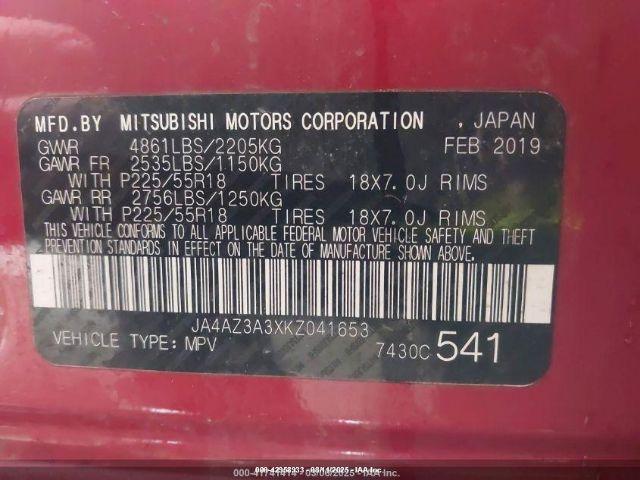 MFD.BY MITSUBISHI MOTORS CORPORATION , JAPAN
GVWR 4861LBS/2205KG FEB 2019
GAWR FR 2535LBS/1150KG
WITH P225/55R18 TIRES 18X7.0J RIMS
GAWR RR 2756LBS/1250KG
WITH P225/55R18 TIRES 18X7.0J RIMS
THIS VEHICLE CONFORMS TO ALL APPLICABLE FEDERAL MOTOR VEHICLE SAFETY AND THEFT
PREVENTION STANDARDS IN EFFECT ON THE DATE OF MANUFACTURE SHOWN ABOVE.
JA4AZ3A3XKZ041653
VEHICLE TYPE: MPV 7430C 541